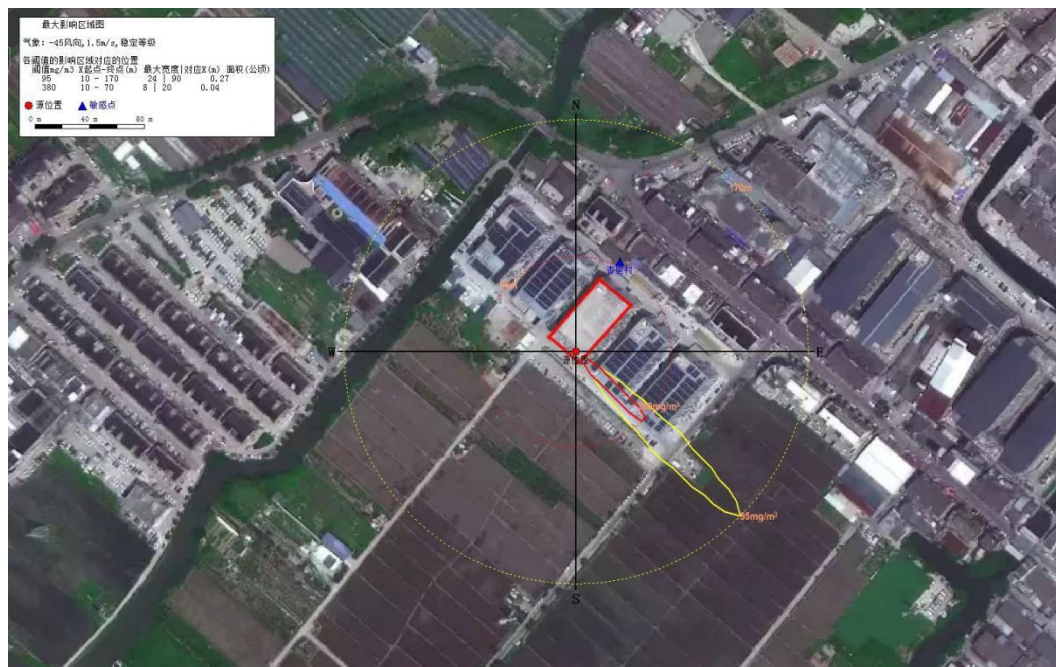 最大影响区域图
气象: -45风向,1.5m/s,稳定等级
各阈值的影响区域对应的位置
阈值mg/m3 X起点-终点(m) 最大宽度|对应X(m) 面积(公顷)
95 10 - 170 24 | 90 0.27
380 10 - 70 8 | 20 0.04
源位置 敏感点
0 m 40 m 80 m
N
170m
W
E
95mg/m3
S